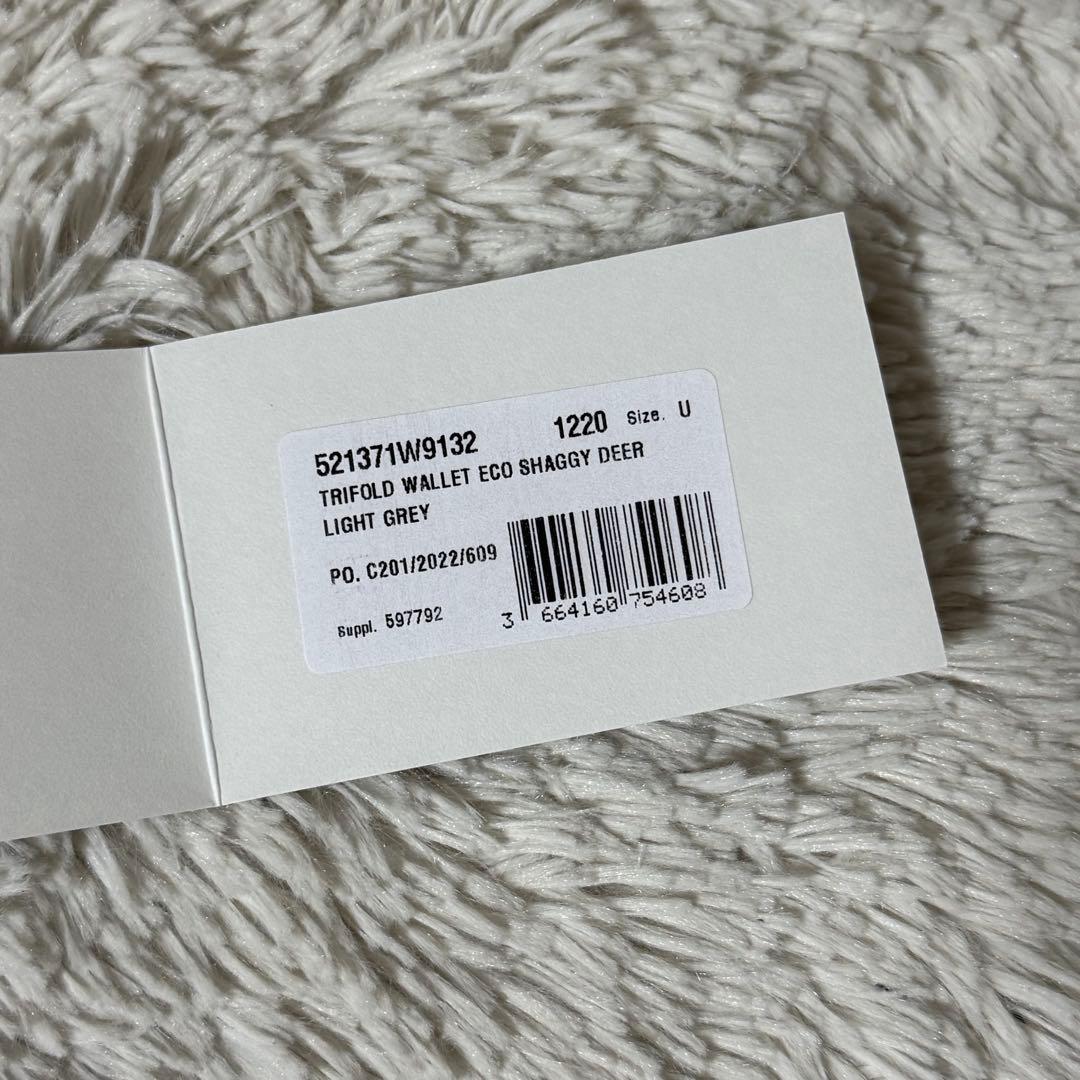 521371W9132 1220 Size. U
TRIFOLD WALLET ECO SHAGGY DEER
LIGHT GREY
PO. C201/2022/609
Suppl. 597792
3 664160 754608